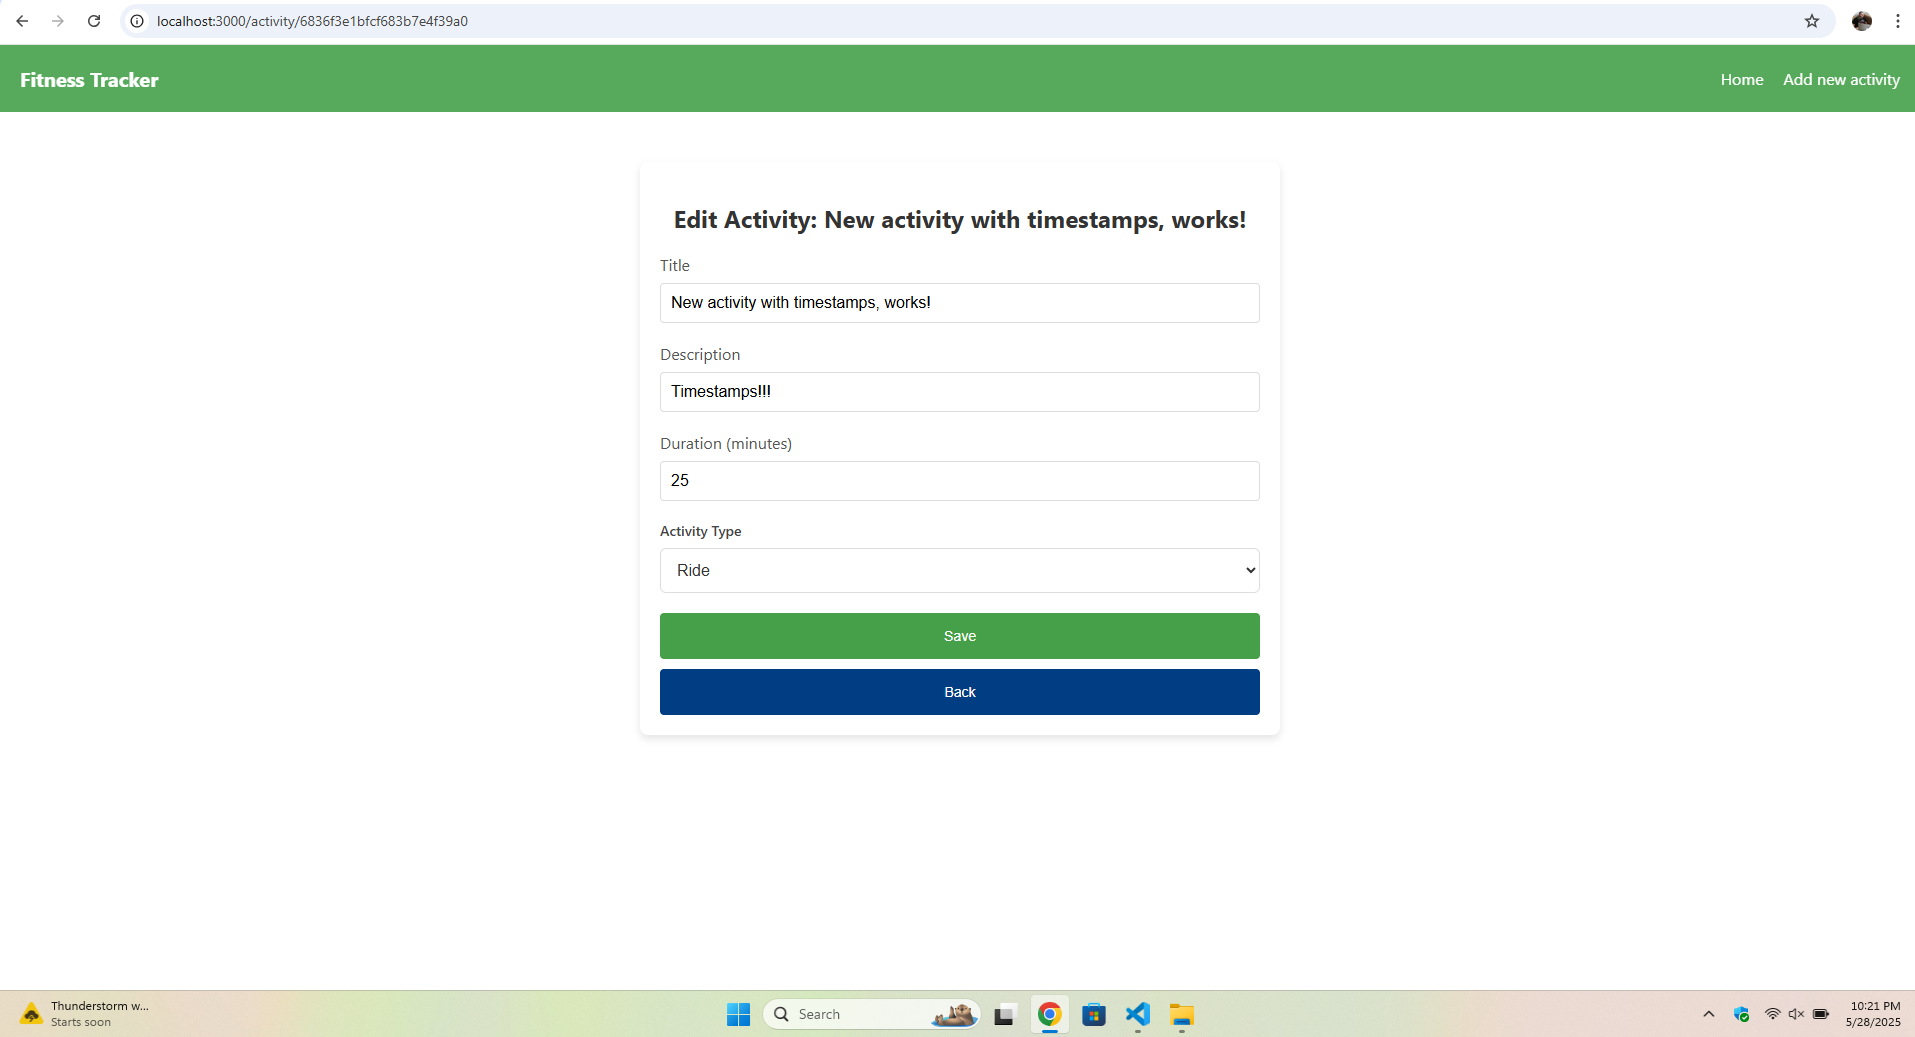 localhost:3000/activity/6836f3e1bfcf683b7e4f39a0
Fitness Tracker
Home
Add new activity
Edit Activity: New activity with timestamps, works!
Title
New activity with timestamps, works!
Description
Timestamps!!!
Duration (minutes)
25
Activity Type
Ride
Save
Back
Thunderstorm w...
Starts soon
Search
10:21 PM
5/28/2025